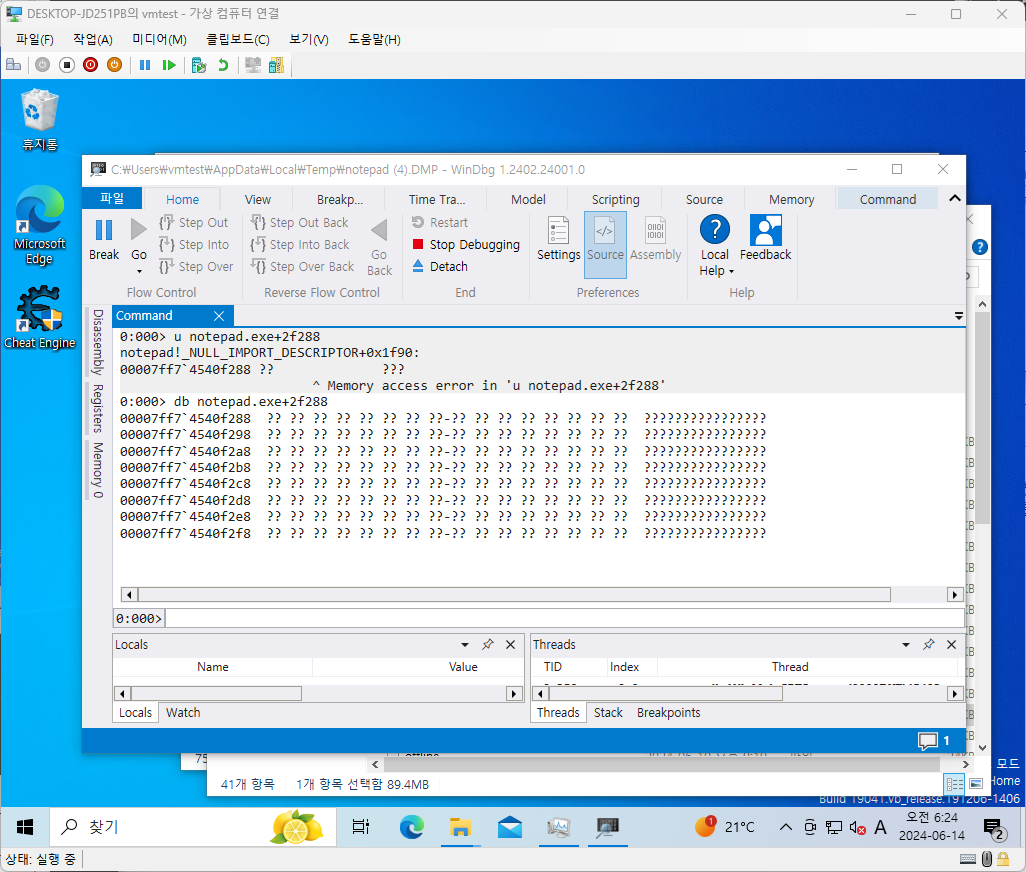 DESKTOP-JD251PB의 vmtest - 가상 컴퓨터 연결
파일(F) 작업(A) 미디어(M) 클립보드(C) 보기(V) 도움말(H)
휴지통
Microsoft
Edge
Cheat Engine
C:₩Users₩vmtest₩AppData₩Local₩Temp₩notepad (4).DMP - WinDbg 1.2402.24001.0
파일 Home View Breakp... Time Tra... Model Scripting Source Memory Command
Break
Go
Step Out
Step Into
Step Over
Flow Control
Step Out Back
Step Into Back
Step Over Back
Go
Back
Reverse Flow Control
Restart
Stop Debugging
Detach
End
Settings Source Assembly
Preferences
Local
Help
Feedback
Help
Disassembly
Registers
Memory 0
Command
0:000> u notepad.exe+2f288
notepad!_NULL_IMPORT_DESCRIPTOR+0x1f90:
00007ff7`4540f288 ?? ???
^ Memory access error in 'u notepad.exe+2f288'
0:000> db notepad.exe+2f288
00007ff7`4540f288 ?? ?? ?? ?? ?? ?? ?? ??-?? ?? ?? ?? ?? ?? ?? ?? ????????????????
00007ff7`4540f298 ?? ?? ?? ?? ?? ?? ?? ??-?? ?? ?? ?? ?? ?? ?? ?? ????????????????
00007ff7`4540f2a8 ?? ?? ?? ?? ?? ?? ?? ??-?? ?? ?? ?? ?? ?? ?? ?? ????????????????
00007ff7`4540f2b8 ?? ?? ?? ?? ?? ?? ?? ??-?? ?? ?? ?? ?? ?? ?? ?? ????????????????
00007ff7`4540f2c8 ?? ?? ?? ?? ?? ?? ?? ??-?? ?? ?? ?? ?? ?? ?? ?? ????????????????
00007ff7`4540f2d8 ?? ?? ?? ?? ?? ?? ?? ??-?? ?? ?? ?? ?? ?? ?? ?? ????????????????
00007ff7`4540f2e8 ?? ?? ?? ?? ?? ?? ?? ??-?? ?? ?? ?? ?? ?? ?? ?? ????????????????
00007ff7`4540f2f8 ?? ?? ?? ?? ?? ?? ?? ??-?? ?? ?? ?? ?? ?? ?? ?? ????????????????
0:000>
Locals
Name Value
Locals Watch
Threads
TID Index Thread
Threads Stack Breakpoints
1
75
41개 항목 1개 항목 선택함 89.4MB
모드
Home
Build 19041.vb_release.191206-1406
찾기
1
21°C
A
오전 6:24
2024-06-14
2
상태: 실행 중